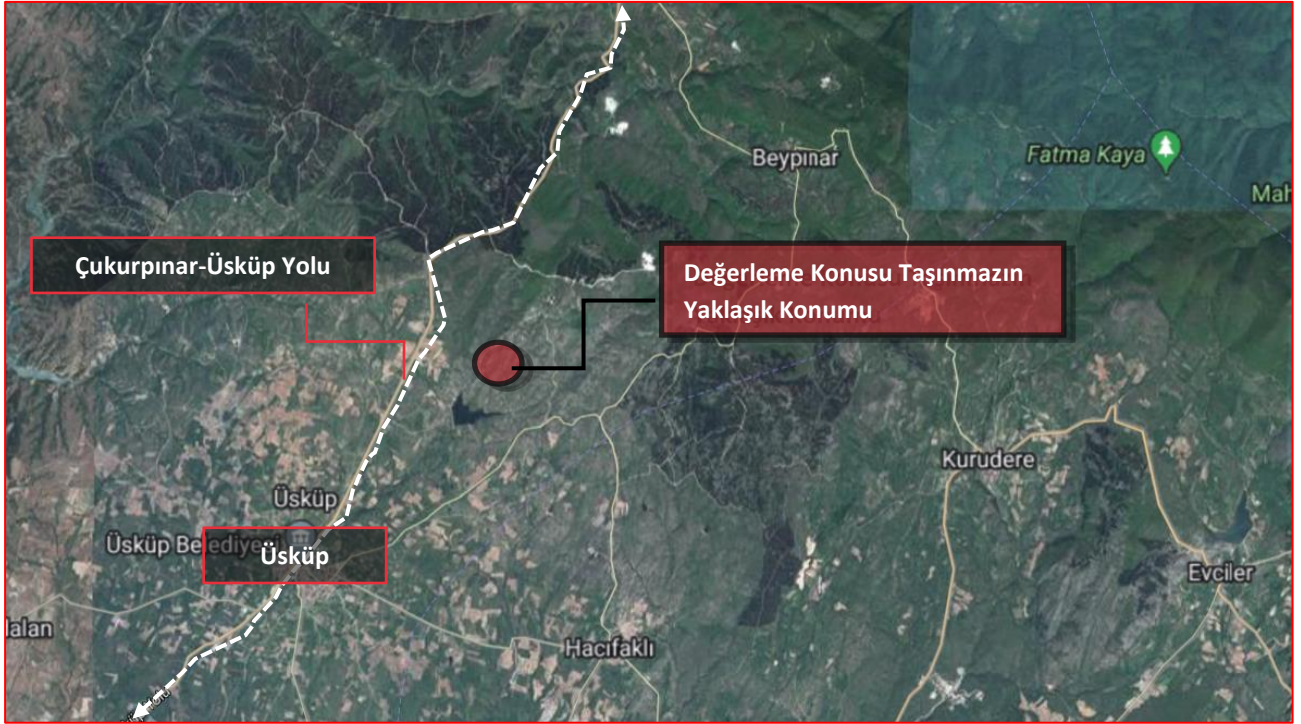 Beypınar
Fatma Kaya
Mah
Çukurpınar-Üsküp Yolu
Değerleme Konusu Taşınmazın
Yaklaşık Konumu
Kurudere
Üsküp
Üsküp Belediye
Üsküp
Evciler
alan
Hacıfaklı